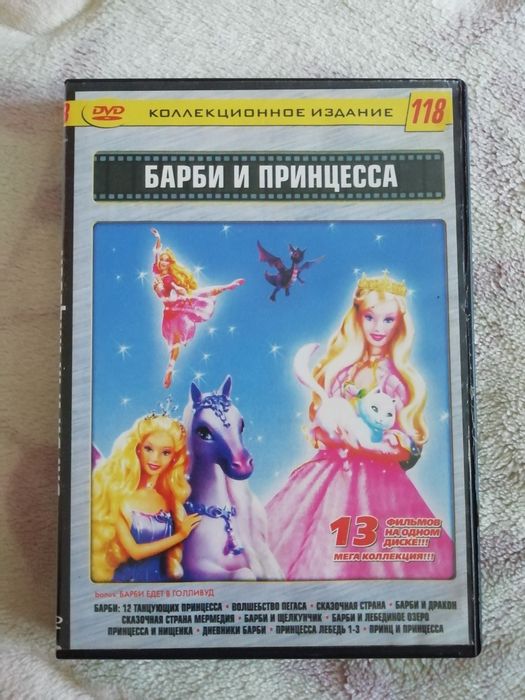 DVD КОЛЛЕКЦИОННОЕ ИЗДАНИЕ 118
БАРБИ И ПРИНЦЕССА
13 ФИЛЬМОВ
НА ОДНОМ
ДИСКЕ!!!
МЕГА КОЛЛЕКЦИЯ!!!
bonus: БАРБИ ЕДЕТ В ГОЛЛИВУД
БАРБИ: 12 ТАНЦУЮЩИХ ПРИНЦЕССА • ВОЛШЕБСТВО ПЕГАСА • СКАЗОЧНАЯ СТРАНА • БАРБИ И ДРАКОН
СКАЗОЧНАЯ СТРАНА МЕРМЕДИЯ • БАРБИ И ЩЕЛКУНЧИК • БАРБИ И ЛЕБЕДИНОЕ ОЗЕРО
ПРИНЦЕССА И НИЩЕНКА • ДНЕВНИКИ БАРБИ • ПРИНЦЕССА ЛЕБЕДЬ 1-3 • ПРИНЦ И ПРИНЦЕССА